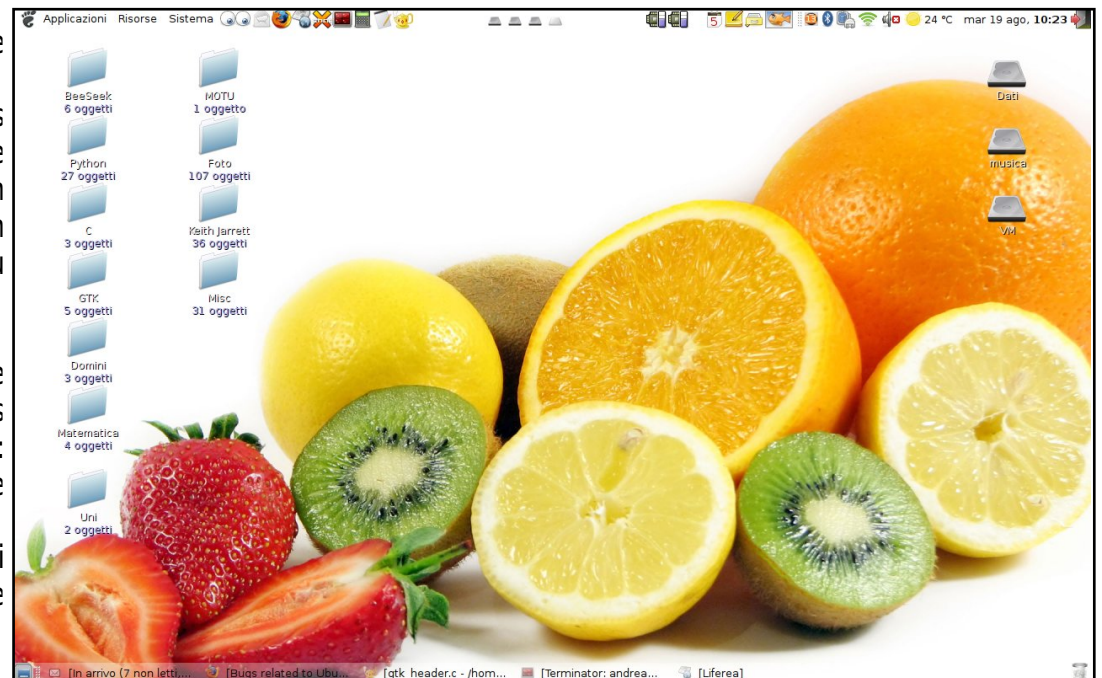 Applicazioni Risorse Sistema 5 24 °C mar 19 ago, 10:23
BeeSeek
6 oggetti
MOTU
1 oggetto
Dati
Python
27 oggetti
Foto
107 oggetti
musica
C
3 oggetti
Keith Jarrett
36 oggetti
VM
GTK
5 oggetti
Misc
31 oggetti
Domini
3 oggetti
Matematica
4 oggetti
Uni
2 oggetti
[In arrivo (7 non letti,... [Bugs related to Ubu... [gtk_header.c - /hom... [Terminator: andrea... [Liferea]